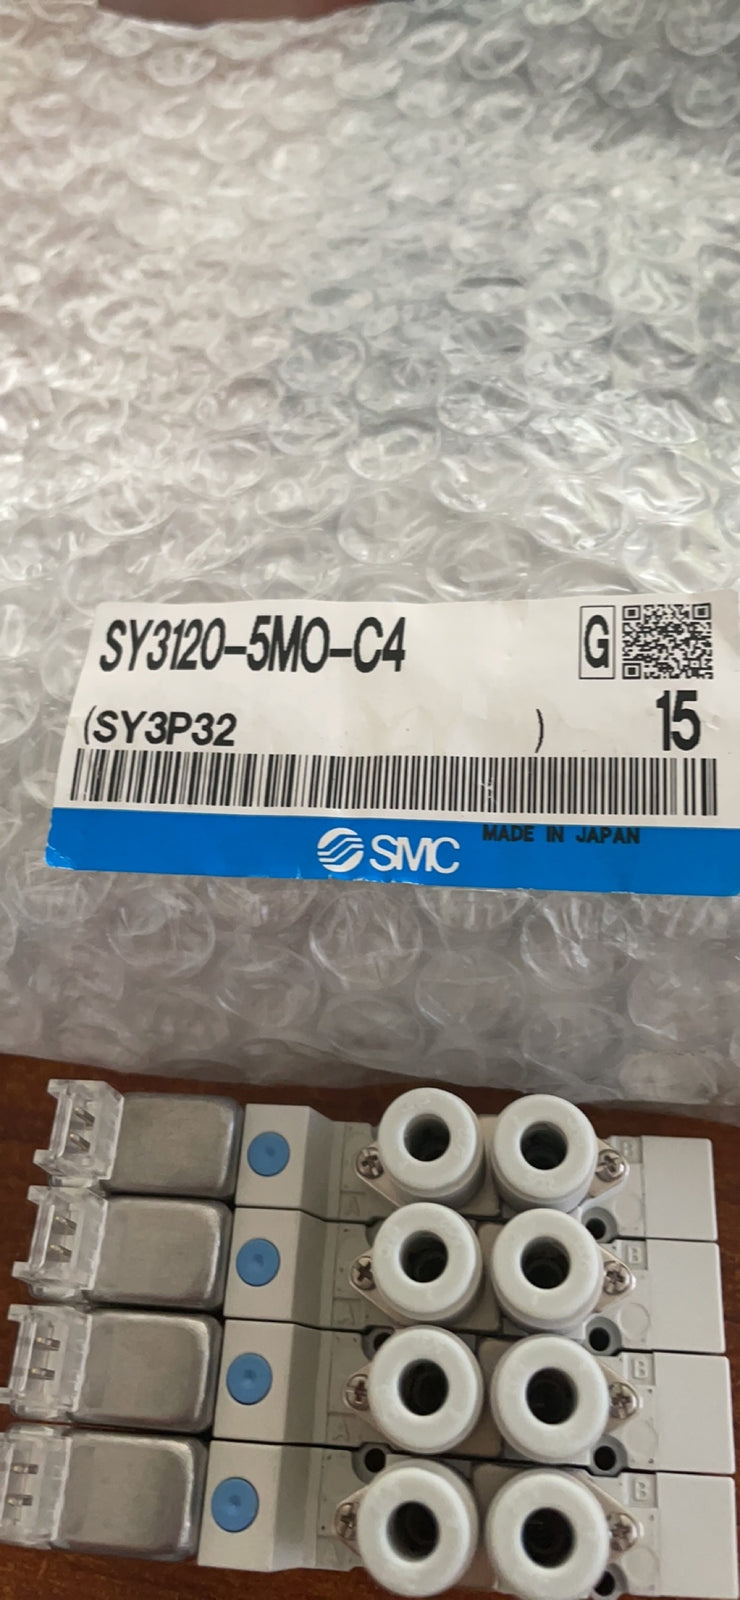 SY3120-5MO-C4
G
(SY3P32 )
15
SMC
MADE IN JAPAN
B
A
B
B
B